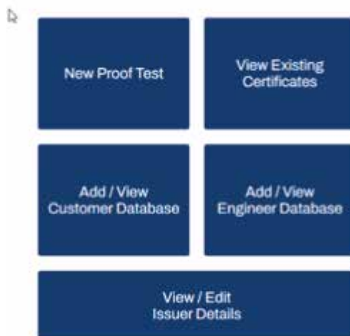 New Proof Test
View Existing
Certificates
Add / View
Customer Database
Add / View
Engineer Database
View / Edit
Issuer Details